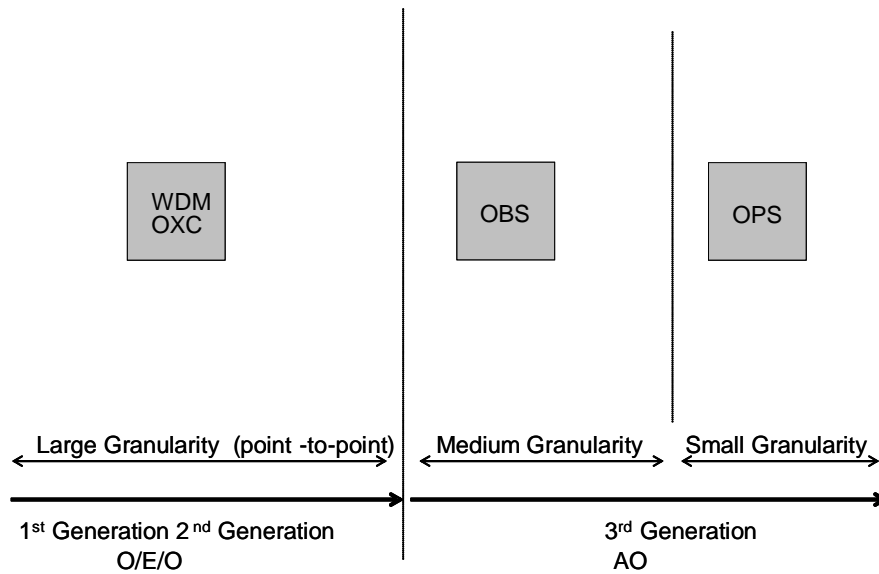 WDM
OXC
OBS
OPS
Large Granularity (point -to-point)
Medium Granularity
Small Granularity
1st Generation 2nd Generation
3rd Generation
O/E/O
AO